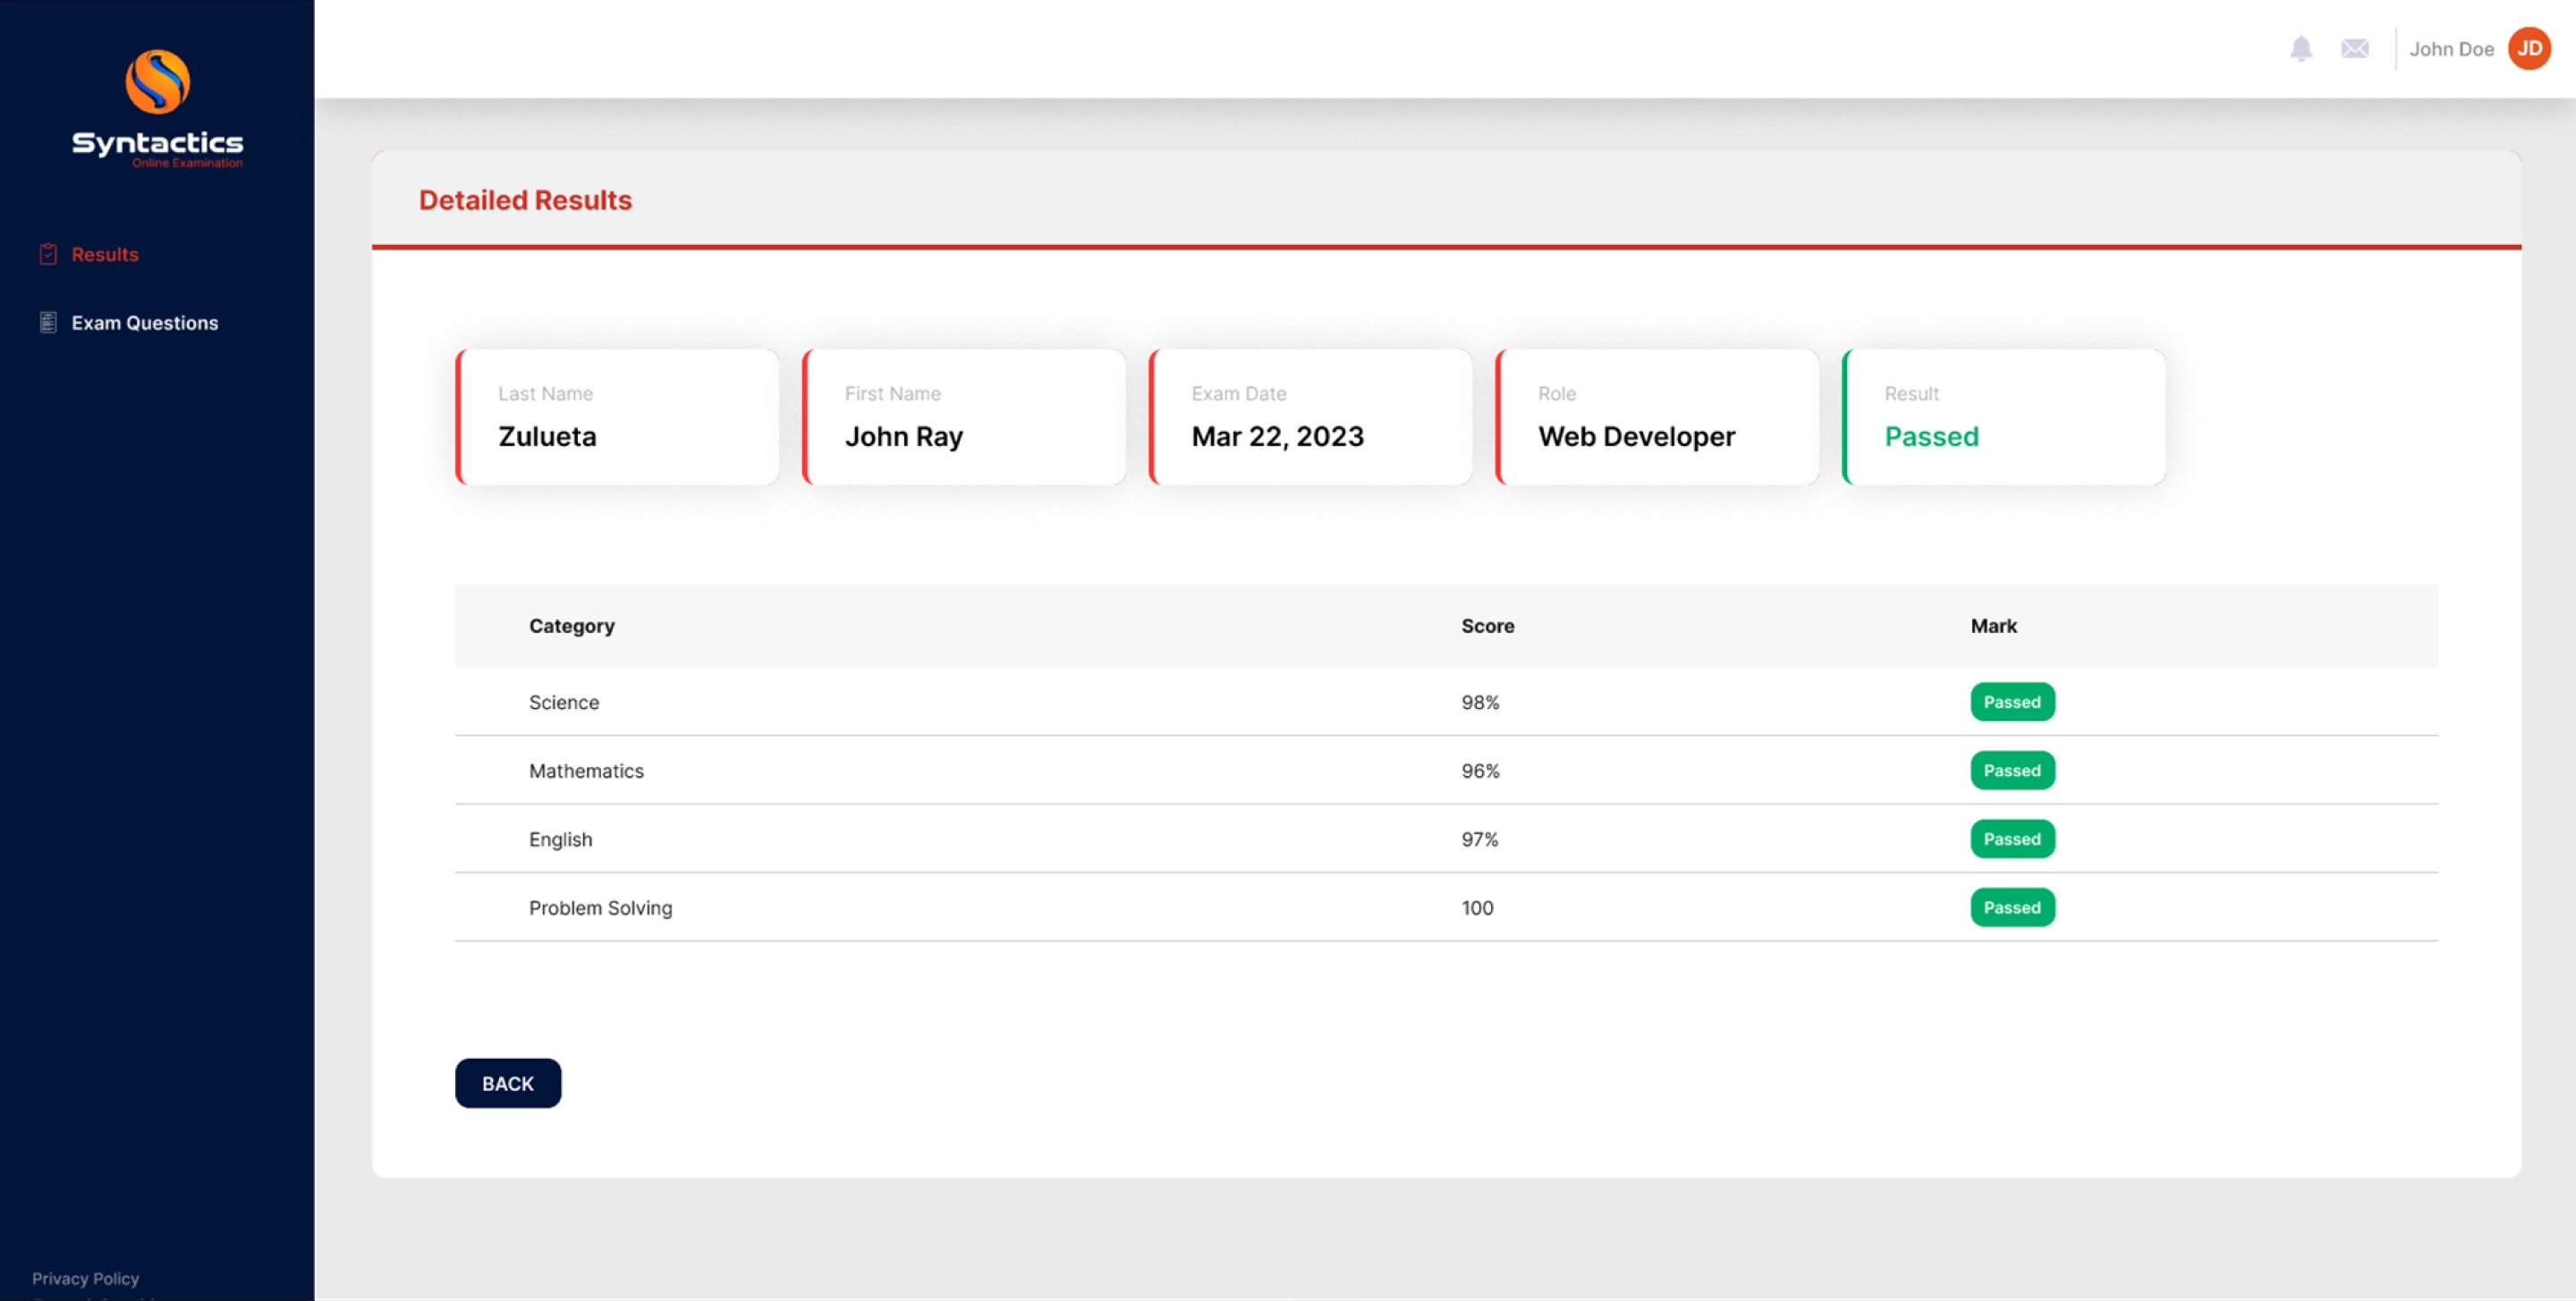 Syntactics
Online Examination
Results
Exam Questions
Privacy Policy
John Doe JD
Detailed Results
Last Name
Zulueta
First Name
John Ray
Exam Date
Mar 22, 2023
Role
Web Developer
Result
Passed
Category Score Mark
Science 98% Passed
Mathematics 96% Passed
English 97% Passed
Problem Solving 100 Passed
BACK